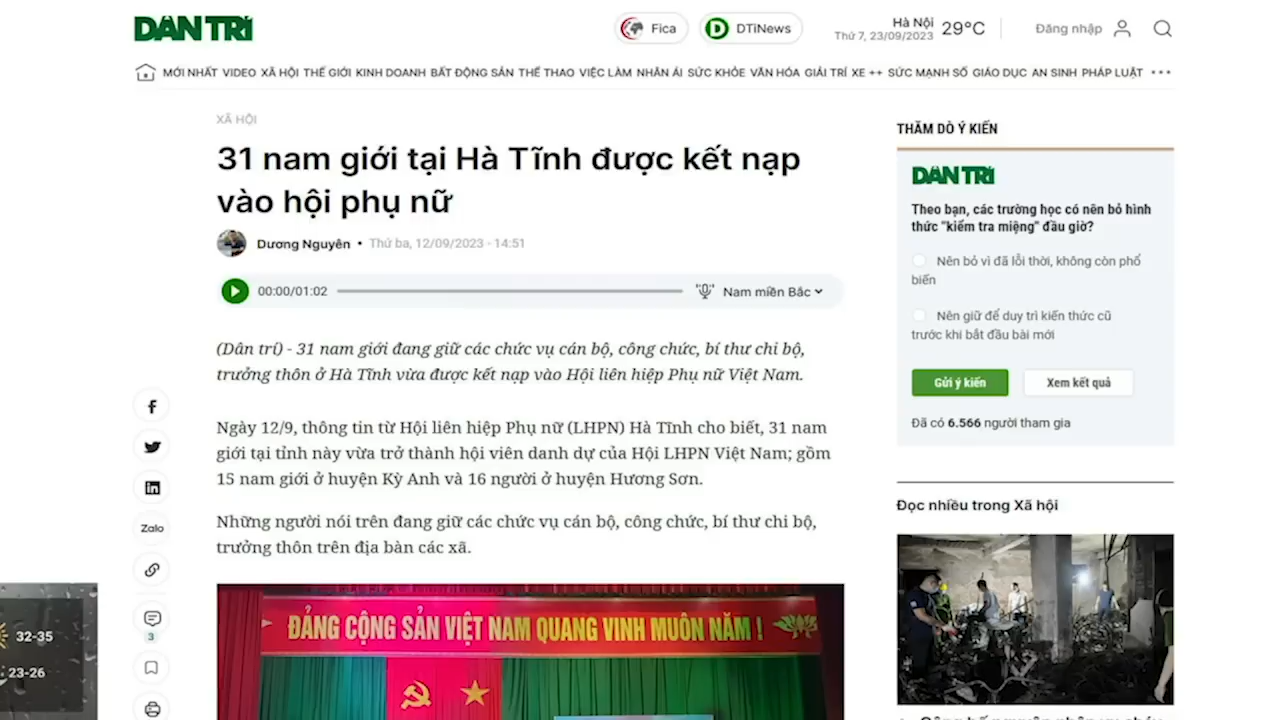 DÂN TRÍ
Fica
DTiNews
Hà Nội
Thứ 7, 23/09/2023
29°C
Đăng nhập
MỚI NHẤT VIDEO XÃ HỘI THẾ GIỚI KINH DOANH BẤT ĐỘNG SẢN THỂ THAO VIỆC LÀM NHÂN ÁI SỨC KHỎE VĂN HÓA GIẢI TRÍ XE ++ SỨC MẠNH SỐ GIÁO DỤC AN SINH PHÁP LUẬT
XÃ HỘI
31 nam giới tại Hà Tĩnh được kết nạp
vào hội phụ nữ
Dương Nguyên • Thứ ba, 12/09/2023 - 14:51
00:00/01:02
Nam miền Bắc
(Dân trí) - 31 nam giới đang giữ các chức vụ cán bộ, công chức, bí thư chi bộ,
trưởng thôn ở Hà Tĩnh vừa được kết nạp vào Hội liên hiệp Phụ nữ Việt Nam.
Ngày 12/9, thông tin từ Hội liên hiệp Phụ nữ (LHPN) Hà Tĩnh cho biết, 31 nam
giới tại tỉnh này vừa trở thành hội viên danh dự của Hội LHPN Việt Nam; gồm
15 nam giới ở huyện Kỳ Anh và 16 người ở huyện Hương Sơn.
Những người nói trên đang giữ các chức vụ cán bộ, công chức, bí thư chi bộ,
trưởng thôn trên địa bàn các xã.
Zalo
3
32-35
23-26
ĐẢNG CỘNG SẢN VIỆT NAM QUANG VINH MUÔN NĂM !
THĂM DÒ Ý KIẾN
DÂN TRÍ
Theo bạn, các trường học có nên bỏ hình
thức "kiểm tra miệng" đầu giờ?
Nên bỏ vì đã lỗi thời, không còn phổ
biến
Nên giữ để duy trì kiến thức cũ
trước khi bắt đầu bài mới
Gửi ý kiến
Xem kết quả
Đã có 6.566 người tham gia
Đọc nhiều trong Xã hội